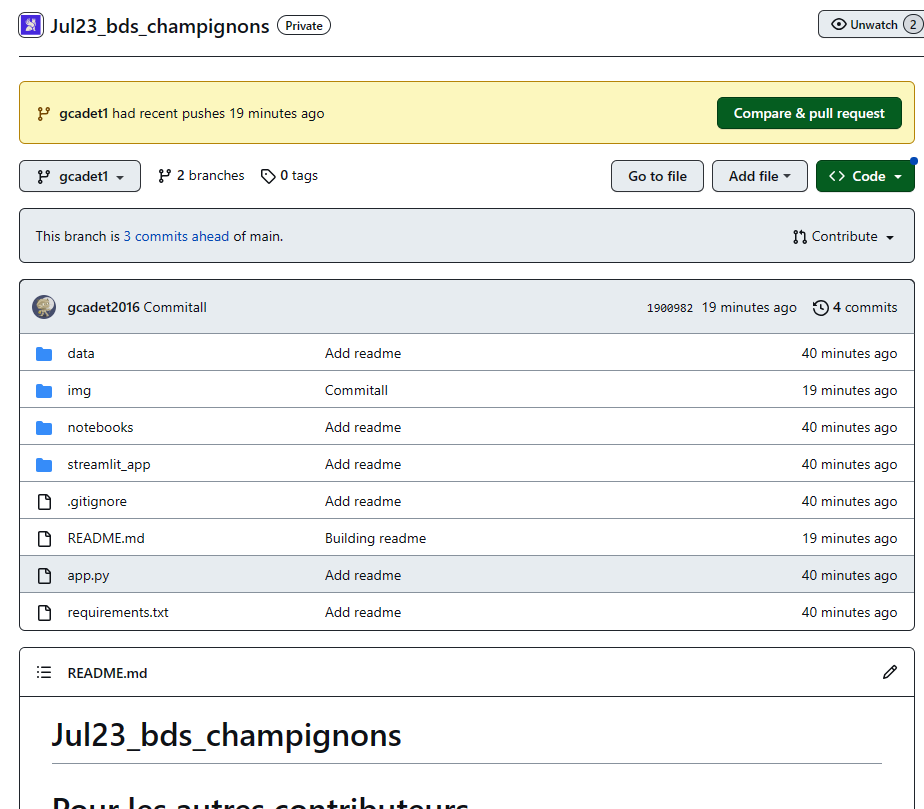 Jul23_bds_champignons Private Unwatch 2
gcadet1 had recent pushes 19 minutes ago Compare & pull request
gcadet1 2 branches 0 tags Go to file Add file <> Code
This branch is 3 commits ahead of main. Contribute
gcadet2016 Commitall 1900982 19 minutes ago 4 commits
data Add readme 40 minutes ago
img Commitall 19 minutes ago
notebooks Add readme 40 minutes ago
streamlit_app Add readme 40 minutes ago
.gitignore Add readme 40 minutes ago
README.md Building readme 19 minutes ago
app.py Add readme 40 minutes ago
requirements.txt Add readme 40 minutes ago
README.md
Jul23_bds_champignons
Pour les autres contributeurs